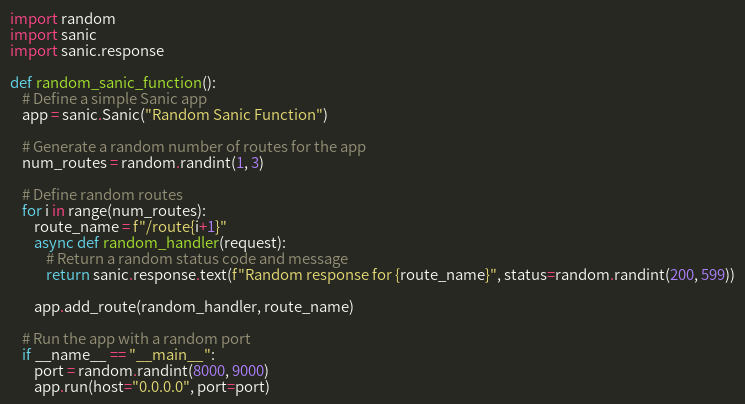 import random
import sanic
import sanic.response

def random_sanic_function():
    # Define a simple Sanic app
    app = sanic.Sanic("Random Sanic Function")

    # Generate a random number of routes for the app
    num_routes = random.randint(1, 3)

    # Define random routes
    for i in range(num_routes):
        route_name = f"/route{i+1}"
        async def random_handler(request):
            # Return a random status code and message
            return sanic.response.text(f"Random response for {route_name}", status=random.randint(200, 599))

        app.add_route(random_handler, route_name)

    # Run the app with a random port
    if __name__ == "__main__":
        port = random.randint(8000, 9000)
        app.run(host="0.0.0.0", port=port)